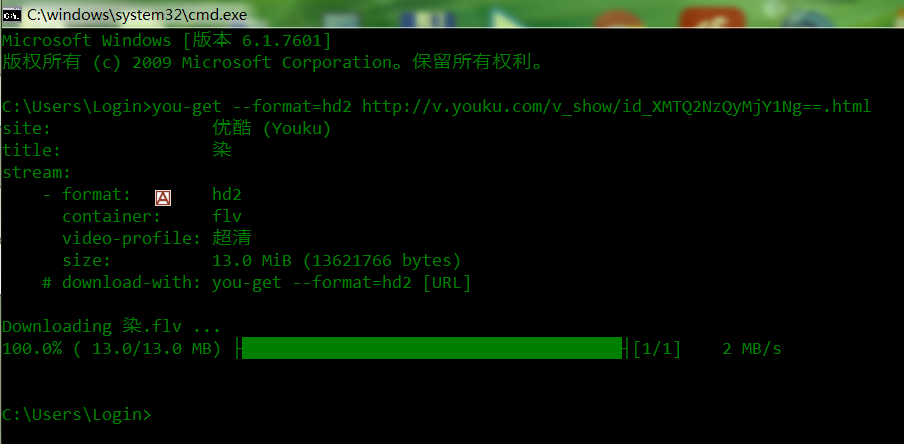 C:\windows\system32\cmd.exe
Microsoft Windows [版本 6.1.7601]
版权所有 (c) 2009 Microsoft Corporation。保留所有权利。
C:\Users\Login>you-get --format=hd2 http://v.youku.com/v_show/id_XMTQ2NzQyMjY1Ng==.html
site: 优酷 (Youku)
title: 染
stream:
- format: hd2
container: flv
video-profile: 超清
size: 13.0 MiB (13621766 bytes)
# download-with: you-get --format=hd2 [URL]
Downloading 染.flv ...
100.0% ( 13.0/13.0 MB) ├████████████████████████████████████████┤[1/1] 2 MB/s
C:\Users\Login>